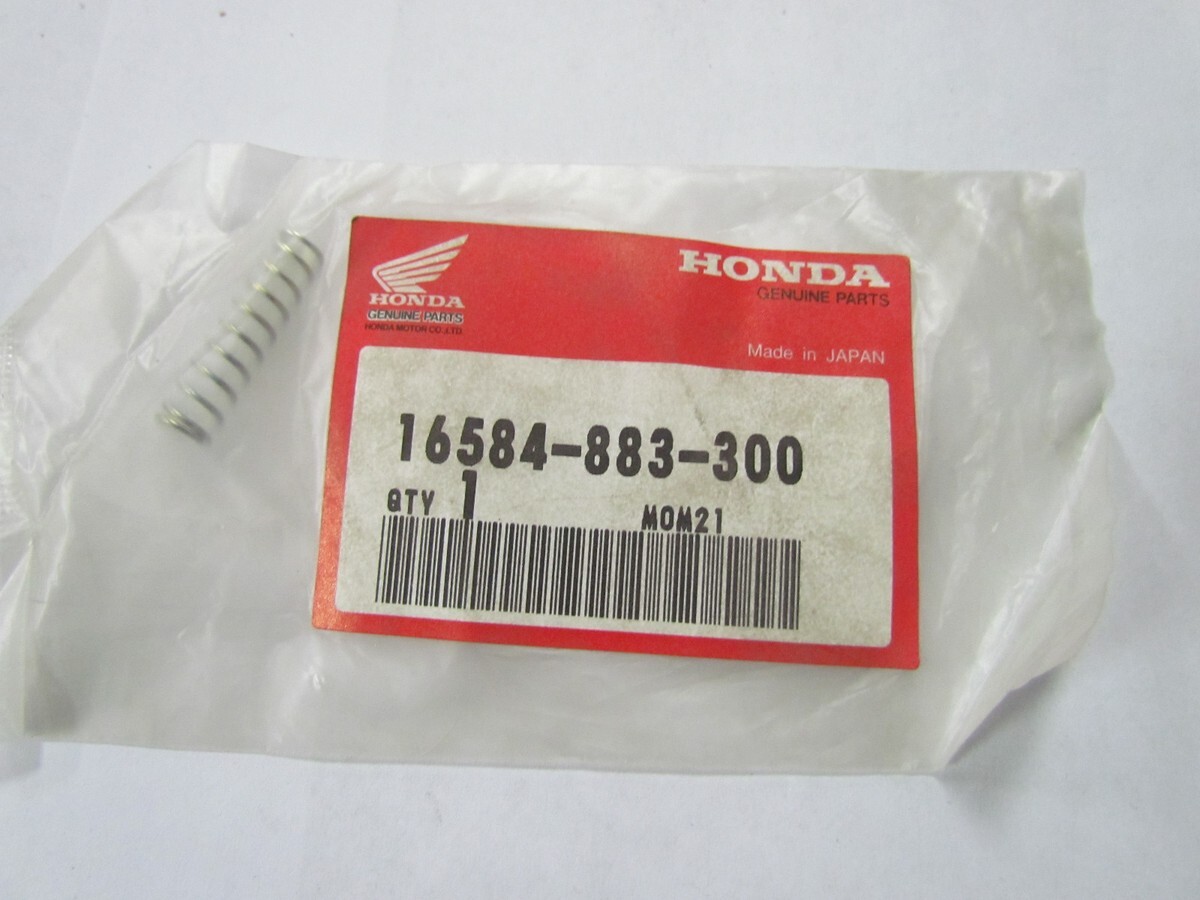 HONDA
GENUINE PARTS
HONDA MOTOR CO.,LTD.
HONDA
GENUINE PARTS
Made in JAPAN
16584-883-300
QTY 1 MOM21